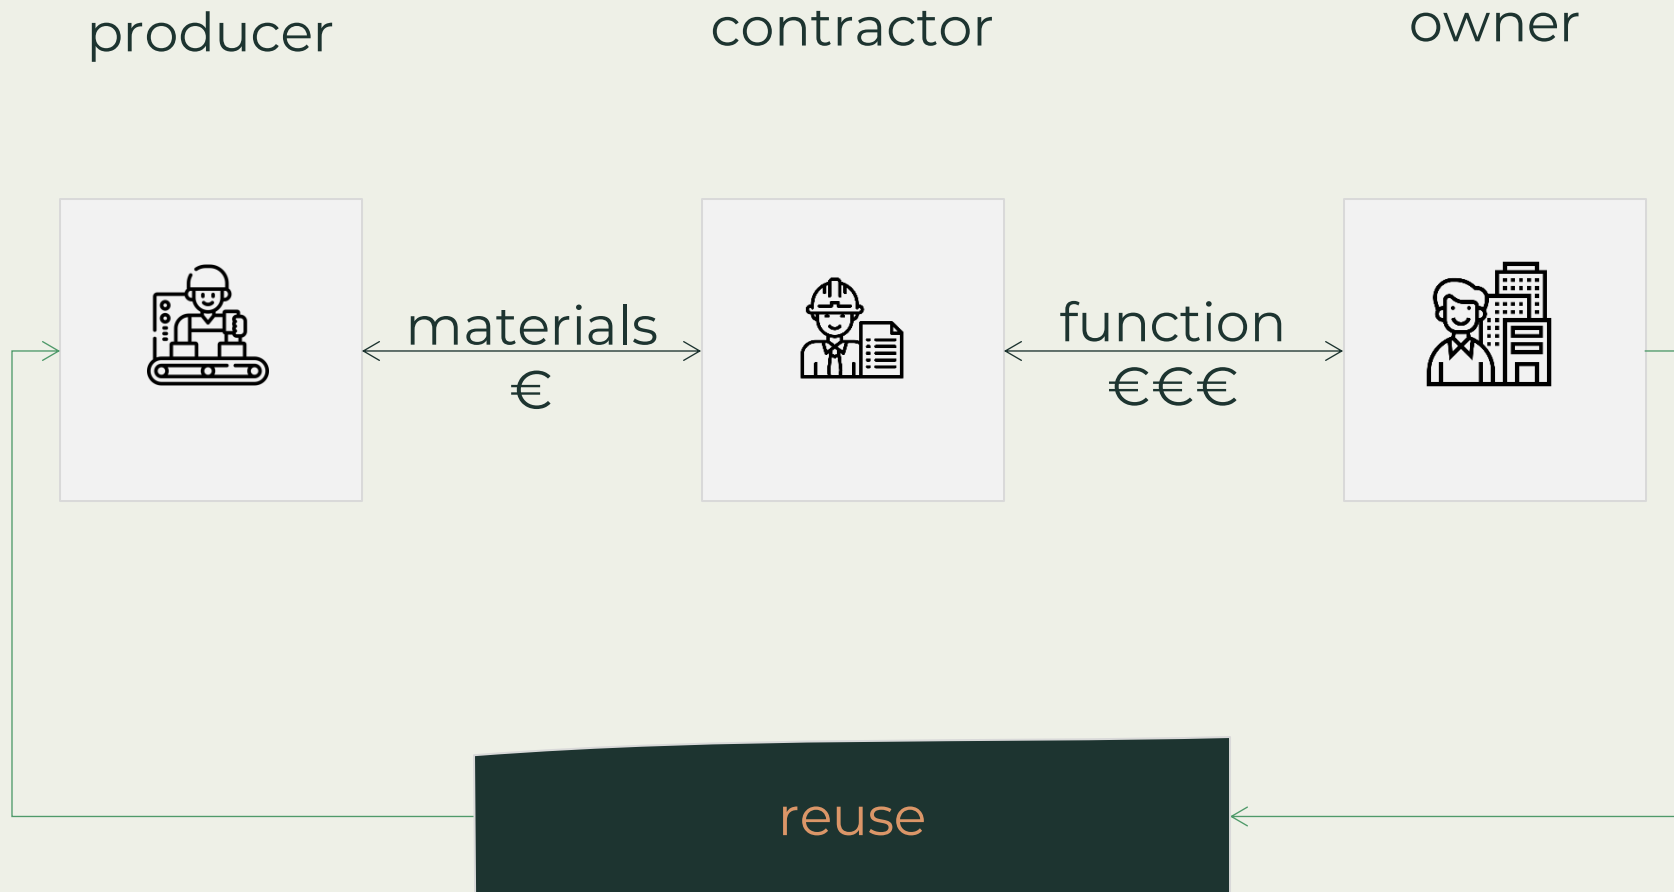 producer
contractor
owner
materials
€
function
€€€
reuse